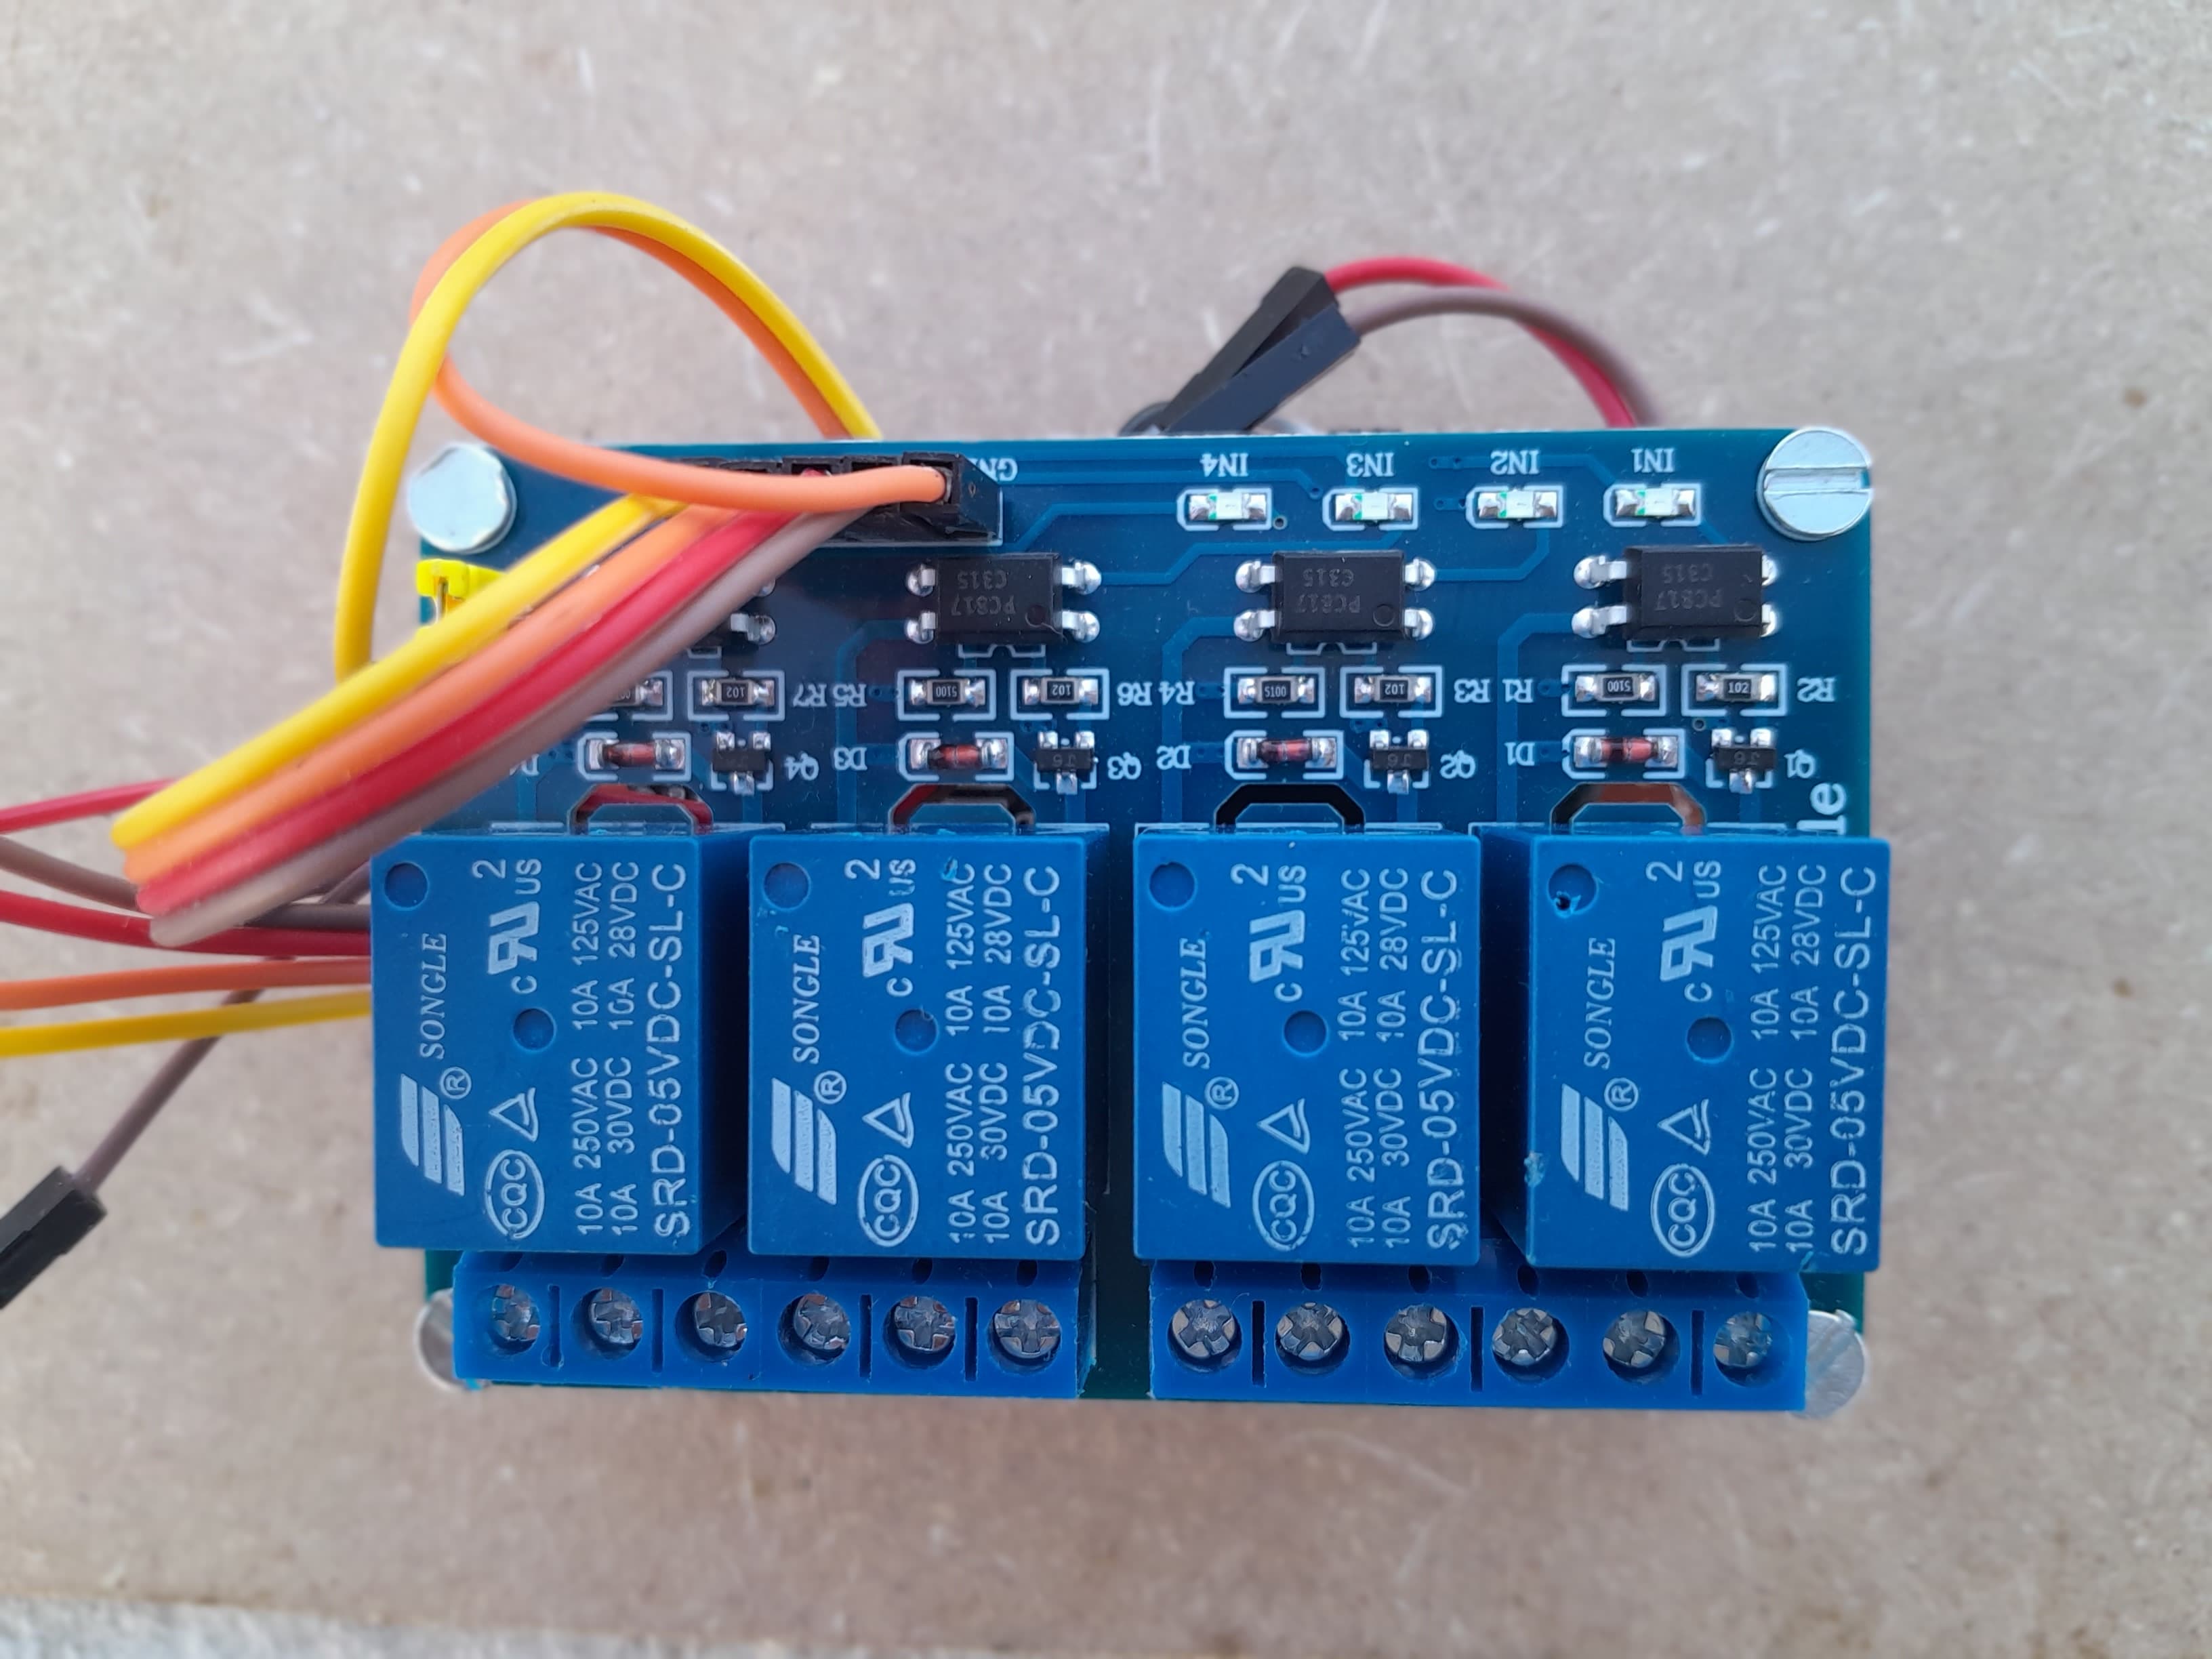 GN
IN4
IN3
IN2
IN1
C315
PC817
C315
PC817
C315
PC817
102
R7
R5
5100
102
R6
R4
5100
102
R3
R1
5100
102
R2
Q4
D3
J6
Q3
D2
J6
Q2
D1
J6
Q1
le
SONGLE
®
c US 2
CQC
10A 250VAC 10A 125VAC
10A 30VDC 10A 28VDC
SRD-05VDC-SL-C
SONGLE
®
c US 2
CQC
10A 250VAC 10A 125VAC
10A 30VDC 10A 28VDC
SRD-05VDC-SL-C
SONGLE
®
c US 2
CQC
10A 250VAC 10A 125VAC
10A 30VDC 10A 28VDC
SRD-05VDC-SL-C
SONGLE
®
c US 2
CQC
10A 250VAC 10A 125VAC
10A 30VDC 10A 28VDC
SRD-05VDC-SL-C